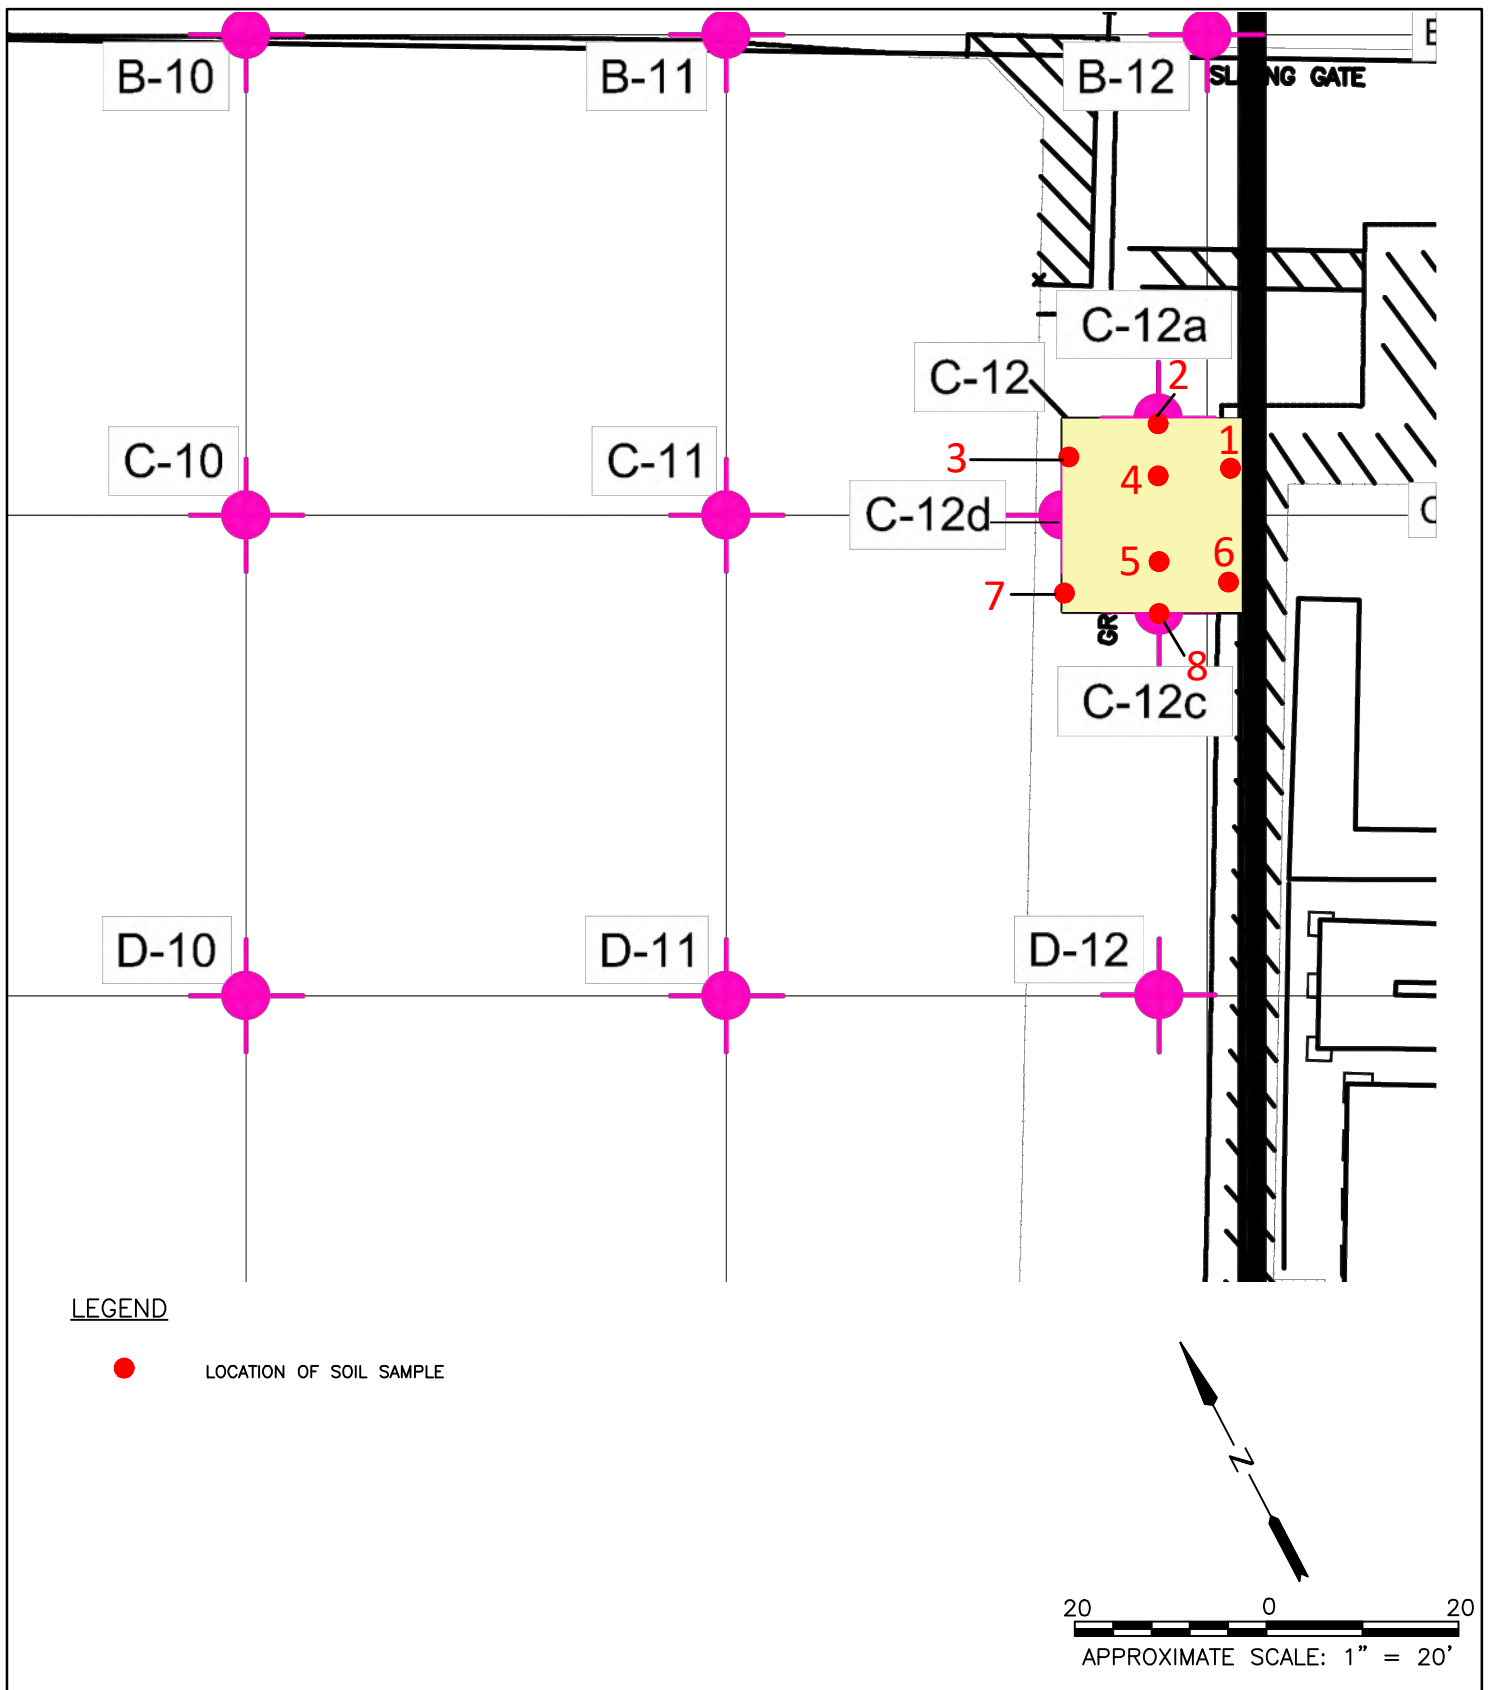 B-10
B-11
B-12
SL NG GATE
C-12a
2
C-12
1
3
C-10
C-11
4
C-12d
5
6
7
GR
8
C-12c
D-10
D-11
D-12
LEGEND
LOCATION OF SOIL SAMPLE
N
20 0 20
APPROXIMATE SCALE: 1" = 20'